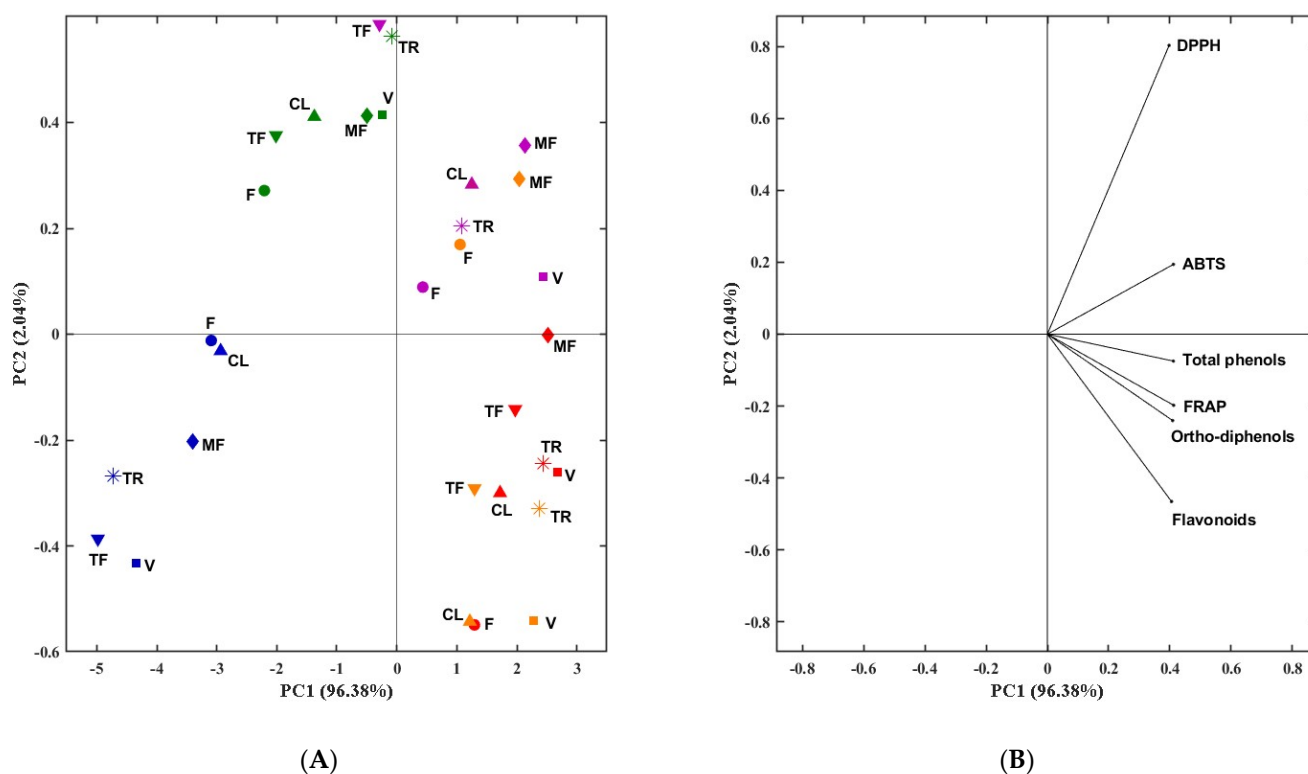 TF
TR
CL
V
MF
TF
F
MF
CL
MF
TR
F
V
F
F
CL
MF
MF
TF
TR
TR
V
TF
CL
TR
TF
V
CL
F
V
0.4
0.2
0
-0.2
-0.4
-0.6
PC2 (2.04%)
-5 -4 -3 -2 -1 0 1 2 3
PC1 (96.38%)
(A)
DPPH
ABTS
Total phenols
FRAP
Ortho-diphenols
Flavonoids
0.8
0.6
0.4
0.2
0
-0.2
-0.4
-0.6
-0.8
PC2 (2.04%)
-0.8 -0.6 -0.4 -0.2 0 0.2 0.4 0.6 0.8
PC1 (96.38%)
(B)